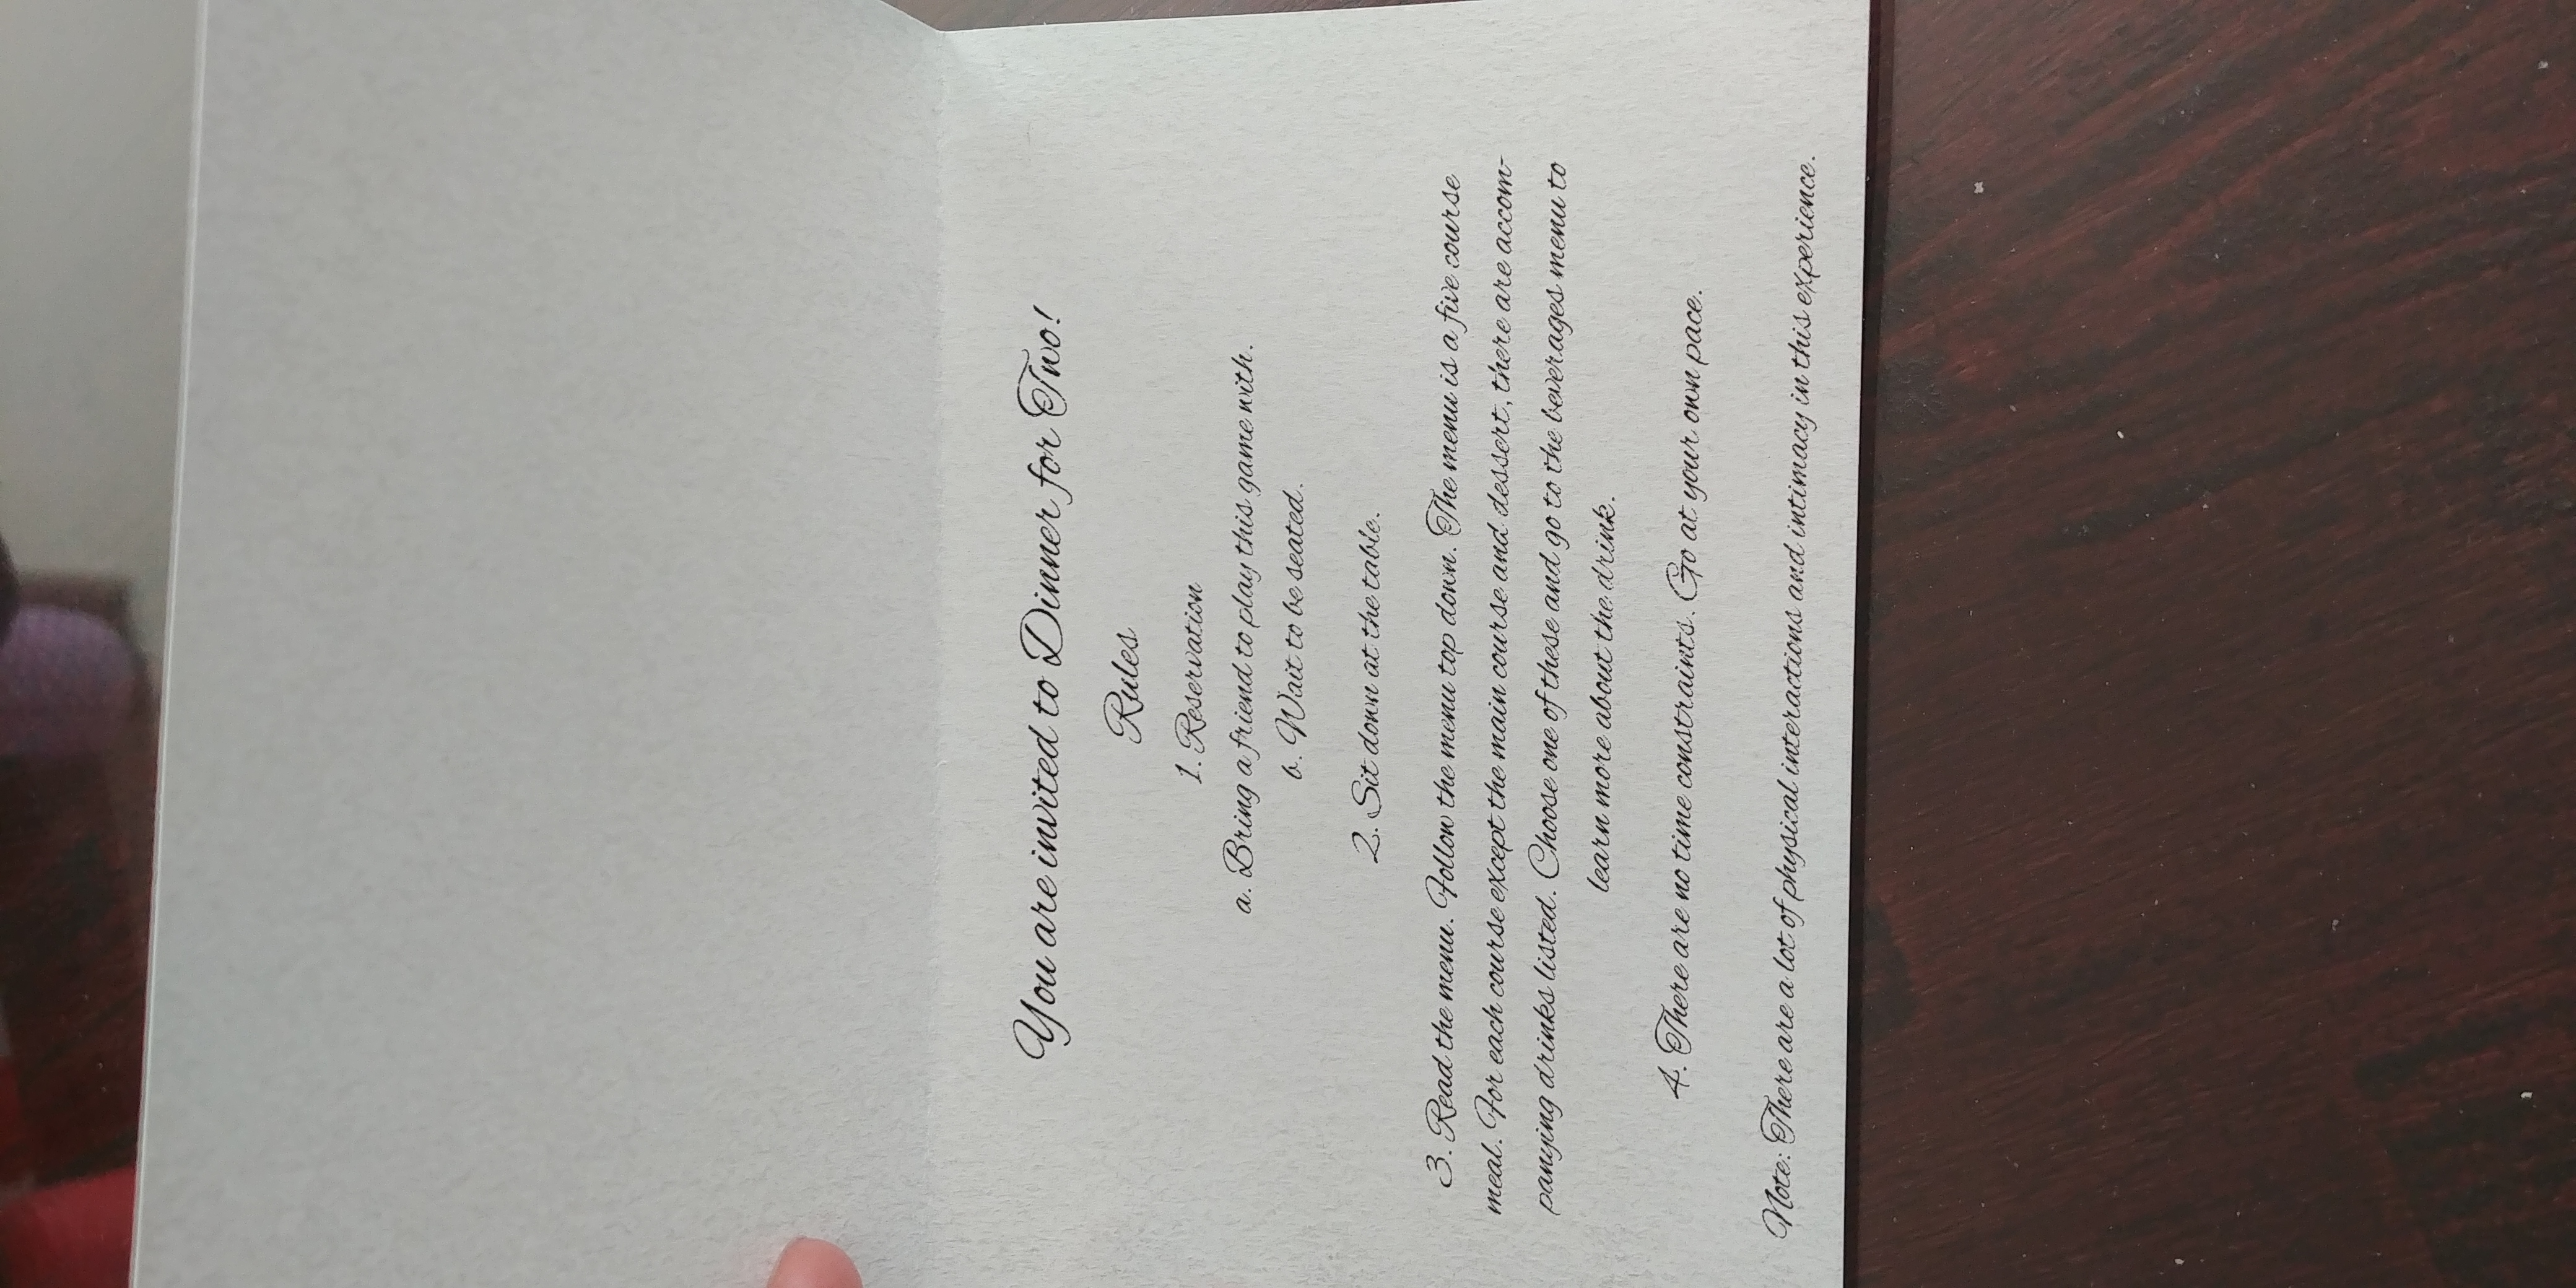 You are invited to Dinner for Two!
Rules
1. Reservation
a. Bring a friend to play this game with.
b. Wait to be seated.
2. Sit down at the table.
3. Read the menu. Follow the menu top down. The menu is a five course
meal. For each course except the main course and dessert, there are accom-
panying drinks listed. Choose one of these and go to the beverages menu to
learn more about the drink.
4. There are no time constraints. Go at your own pace.
Note: There are a lot of physical interactions and intimacy in this experience.